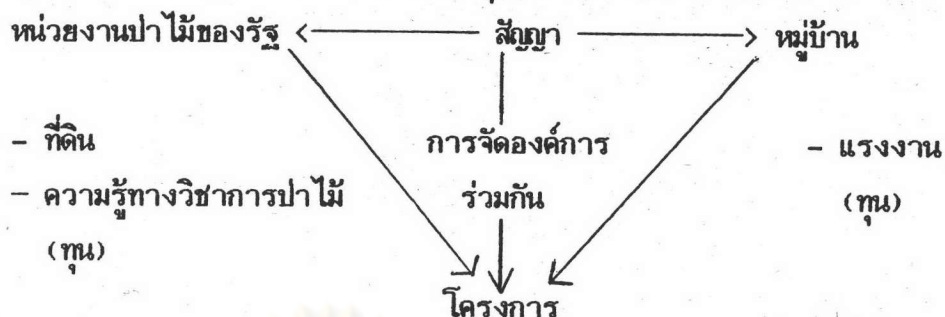 หน่วยงานป่าไม้ของรัฐ <———— สัญญา ————> หมู่บ้าน
- ที่ดิน การจัดองค์การ - แรงงาน
- ความรู้ทางวิชาการป่าไม้ ร่วมกัน (ทุน)
(ทุน)
โครงการ